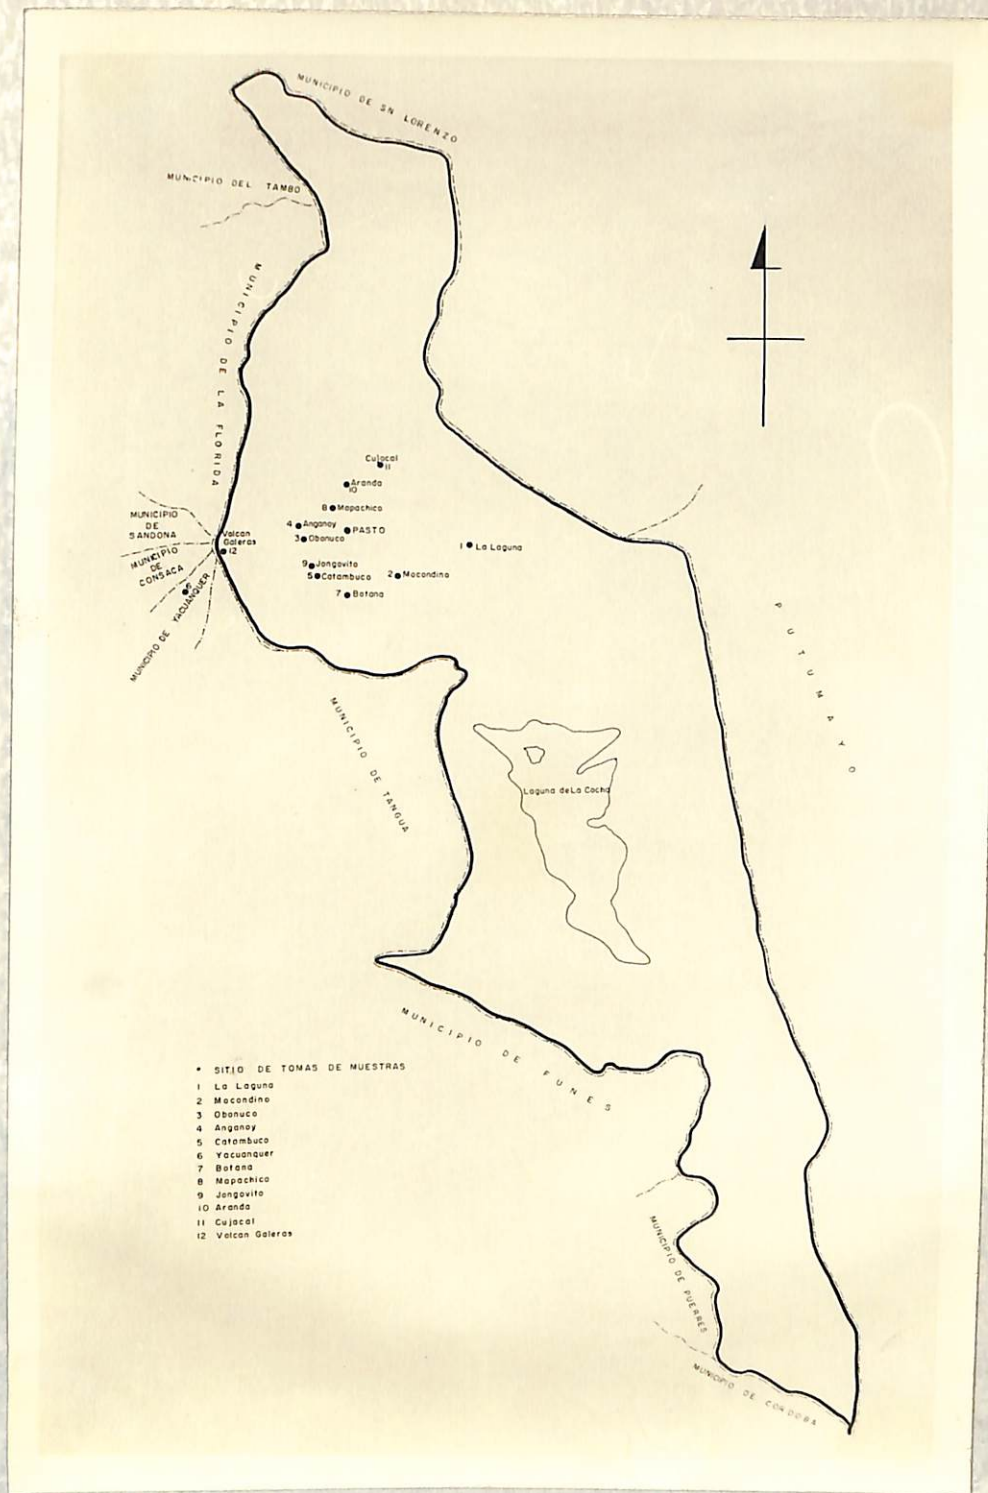 MUNICIPIO DE SN LORENZO
MUNICIPIO DEL TAMBO
MUNICIPIO DE LA FLORIDA
Cujacal
11
Aranda
10
8 Mapachico
4 Anganoy
PASTO
3 Obonuco
1 La Laguna
MUNICIPIO
DE
SANDONA
Volcan
Galeras
12
MUNICIPIO
DE
CONSACA
9 Jongovito
5 Catambuco
2 Mocondino
7 Botana
6
MUNICIPIO DE YACUANQUER
PUTUMAYO
MUNICIPIO DE TANGUA
Laguna de La Cocha
MUNICIPIO DE FUNES
SITIO DE TOMAS DE MUESTRAS
1 La Laguna
2 Mocondino
3 Obonuco
4 Anganoy
5 Catambuco
6 Yacuanquer
7 Botana
8 Mapachico
9 Jongovito
10 Aranda
11 Cujacal
12 Volcan Galeras
MUNICIPIO DE PUERRES
MUNICIPIO DE CORDOBA